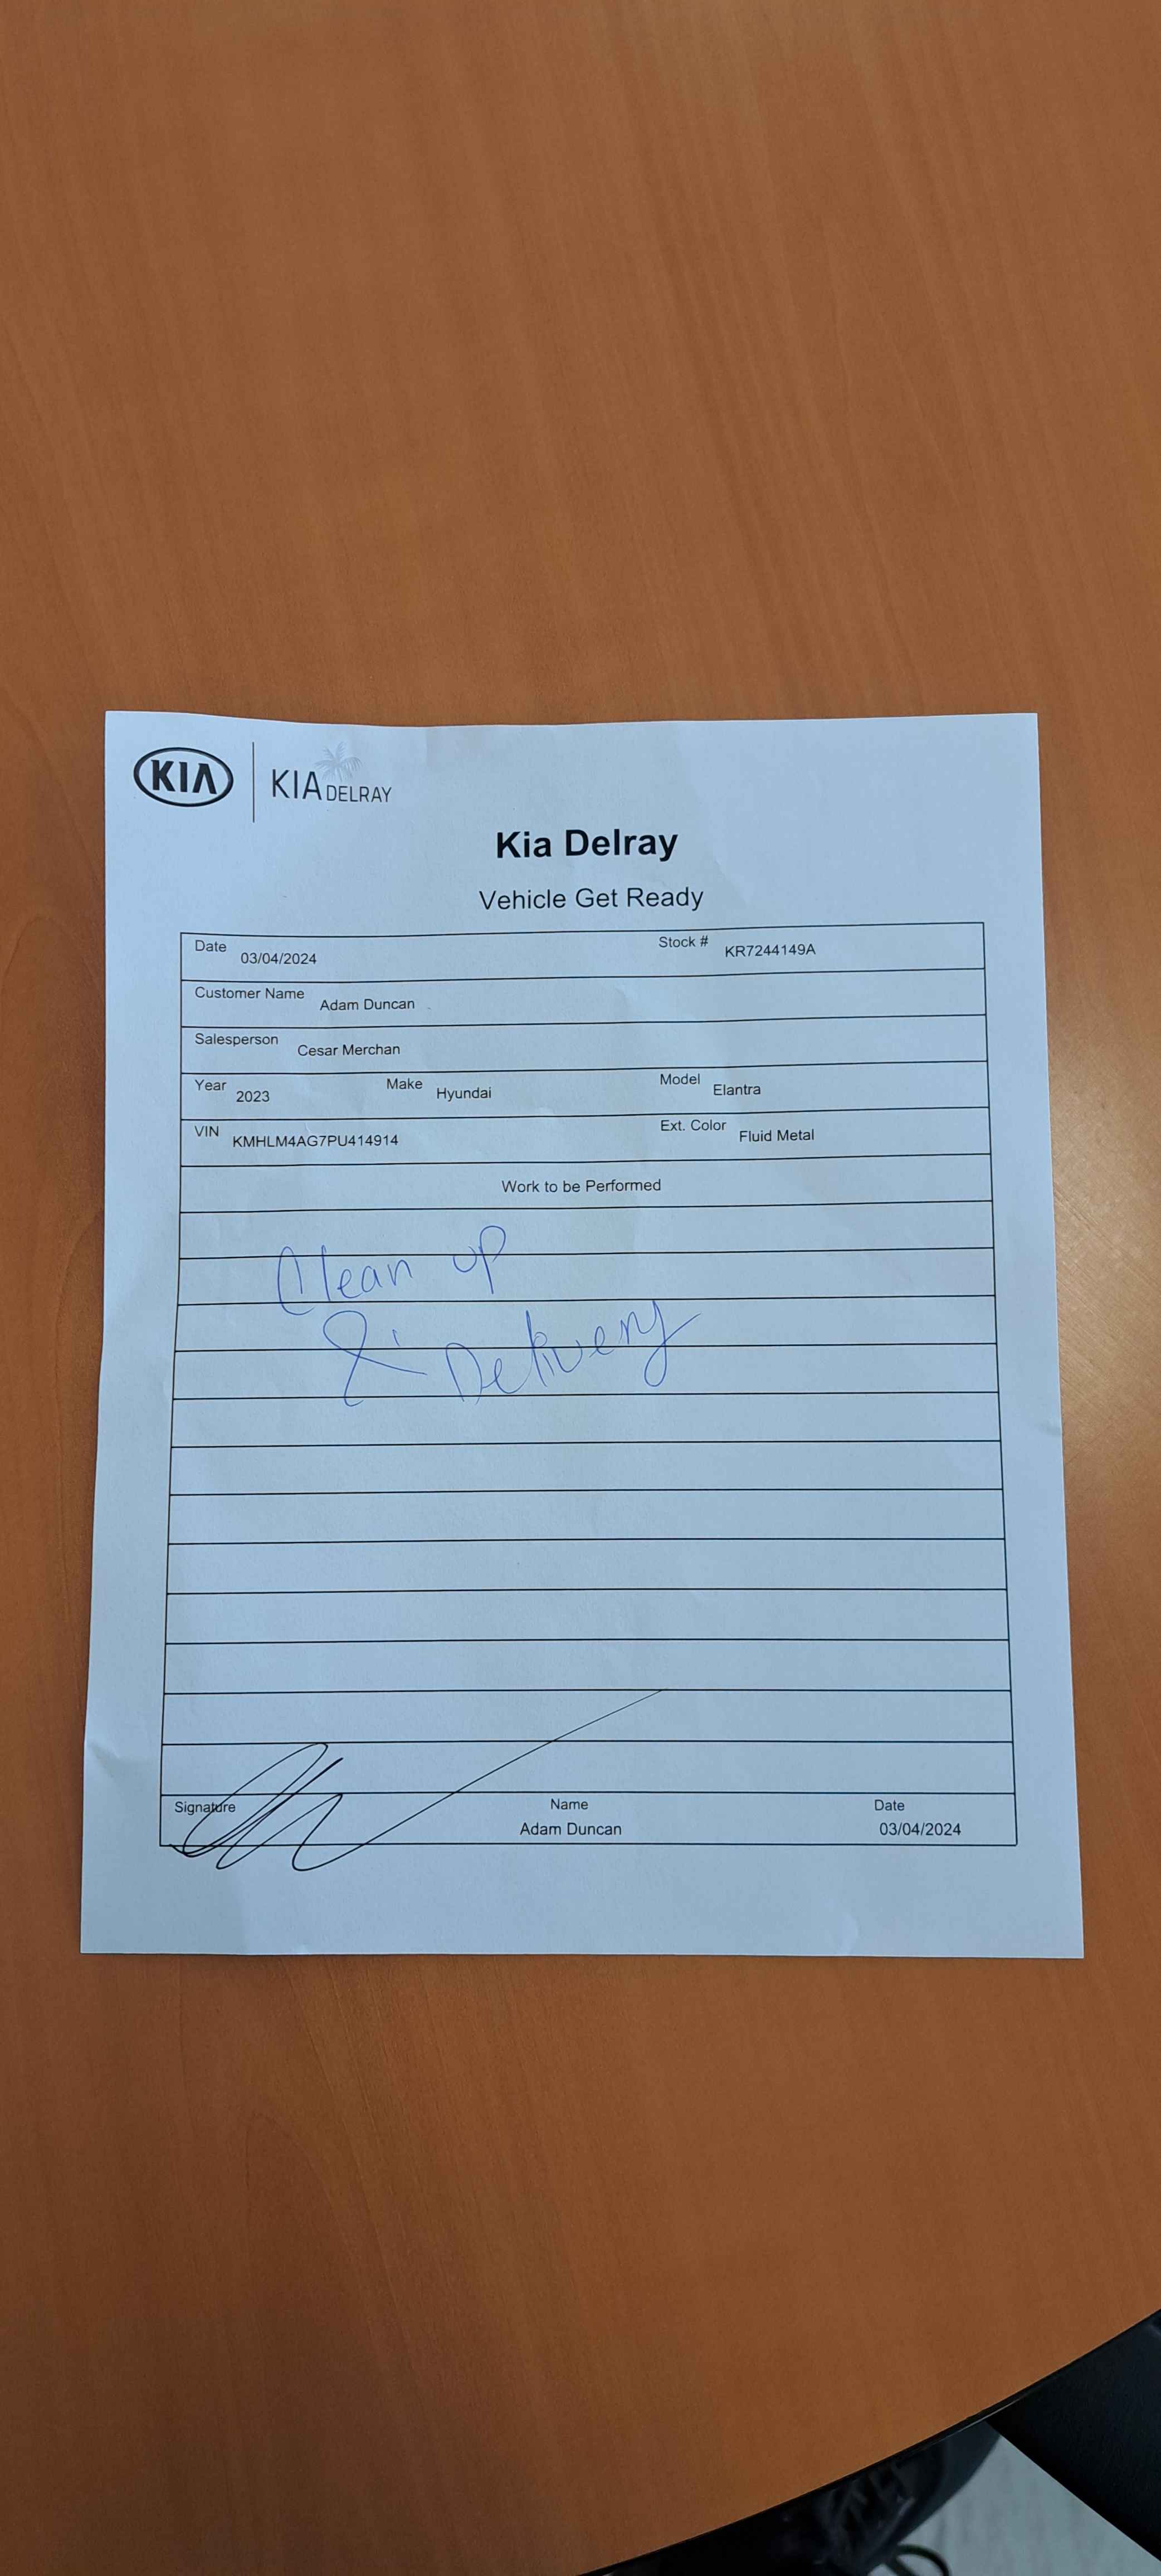 KIA KIA DELRAY
Kia Delray
Vehicle Get Ready
Date 03/04/2024 Stock # KR7244149A
Customer Name Adam Duncan
Salesperson Cesar Merchan
Year 2023 Make Hyundai Model Elantra
VIN KMHLM4AG7PU414914 Ext. Color Fluid Metal
Work to be Performed
Clean up
& Delivery
Signature Name Date
Adam Duncan 03/04/2024